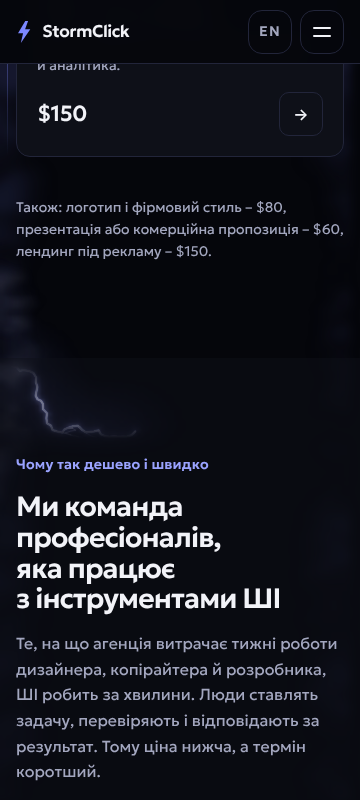 StormClick
EN
й аналітика.
$150
Також: логотип і фірмовий стиль – $80,
презентація або комерційна пропозиція – $60,
лендинг під рекламу – $150.
Чому так дешево і швидко
Ми команда
професіоналів,
яка працює
з інструментами ШІ
Те, на що агенція витрачає тижні роботи
дизайнера, копірайтера й розробника,
ШІ робить за хвилини. Люди ставлять
задачу, перевіряють і відповідають за
результат. Тому ціна нижча, а термін
коротший.